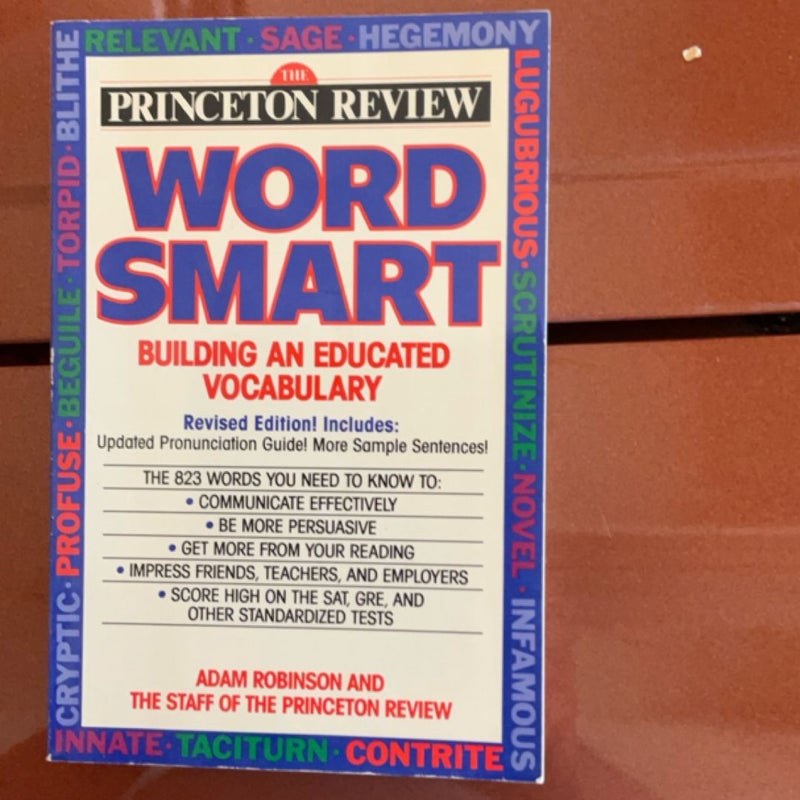 RELEVANT · SAGE · HEGEMONY
LUGUBRIOUS · SCRUTINIZE · NOVEL · INFAMOUS
CRYPTIC · PROFUSE · BEGUILE · TORPID · BLITHE
THE
PRINCETON REVIEW
WORD
SMART
BUILDING AN EDUCATED
VOCABULARY
Revised Edition! Includes:
Updated Pronunciation Guide! More Sample Sentences!
THE 823 WORDS YOU NEED TO KNOW TO:
• COMMUNICATE EFFECTIVELY
• BE MORE PERSUASIVE
• GET MORE FROM YOUR READING
• IMPRESS FRIENDS, TEACHERS, AND EMPLOYERS
• SCORE HIGH ON THE SAT, GRE, AND
OTHER STANDARDIZED TESTS
ADAM ROBINSON AND
THE STAFF OF THE PRINCETON REVIEW
INNATE · TACITURN · CONTRITE